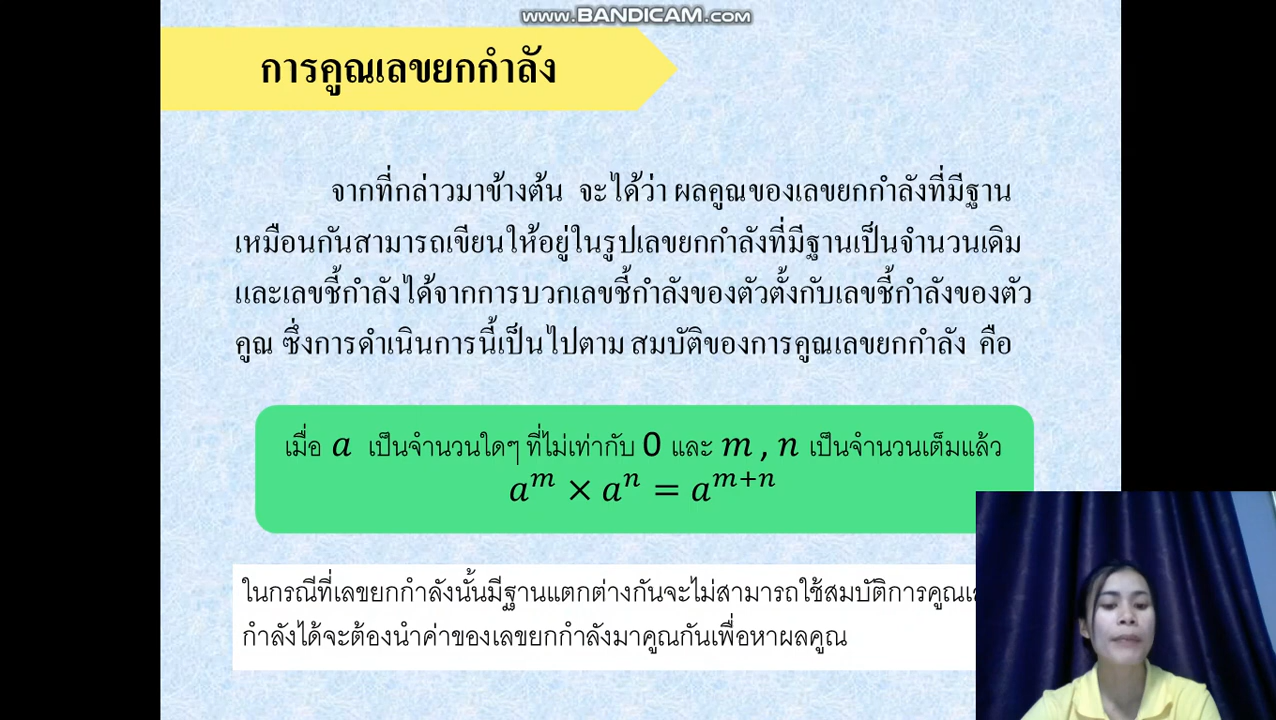 www.BANDICAM.com
การคูณเลขยกกำลัง
จากที่กล่าวมาข้างต้น จะได้ว่า ผลคูณของเลขยกกำลังที่มีฐาน
เหมือนกันสามารถเขียนให้อยู่ในรูปเลขยกกำลังที่มีฐานเป็นจำนวนเดิม
และเลขชี้กำลังได้จากการบวกเลขชี้กำลังของตัวตั้งกับเลขชี้กำลังของตัว
คูณ ซึ่งการดำเนินการนี้เป็นไปตาม สมบัติของการคูณเลขยกกำลัง คือ
เมื่อ a เป็นจำนวนใดๆ ที่ไม่เท่ากับ 0 และ m , n เป็นจำนวนเต็มแล้ว
a^m × a^n = a^{m+n}
ในกรณีที่เลขยกกำลังนั้นมีฐานแตกต่างกันจะไม่สามารถใช้สมบัติการคูณ
กำลังได้จะต้องนำค่าของเลขยกกำลังมาคูณกันเพื่อหาผลคูณ